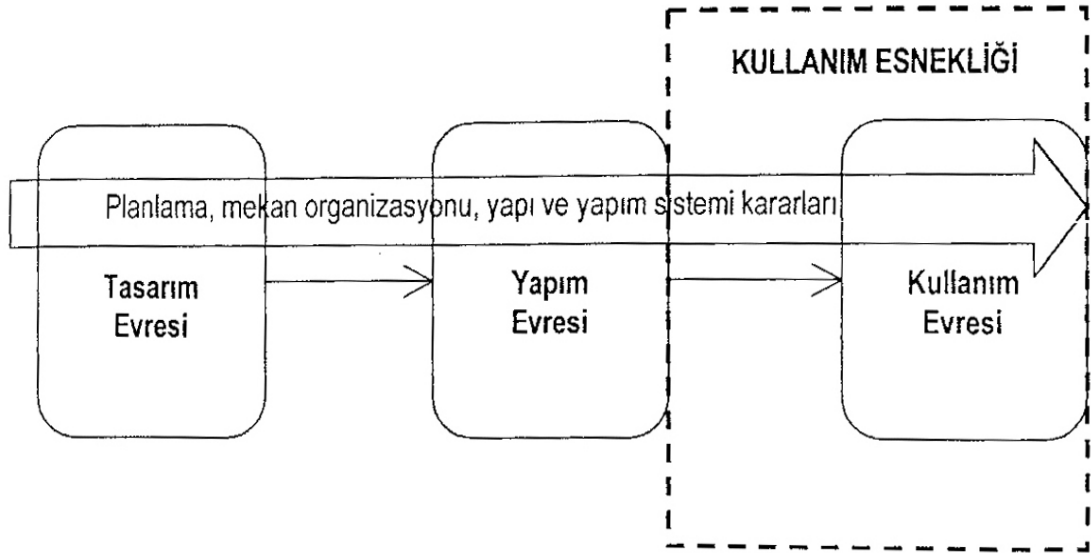 KULLANIM ESNEKLİĞİ
Planlama, mekan organizasyonu, yapı ve yapım sistemi kararları
Tasarım
Evresi
Yapım
Evresi
Kullanım
Evresi